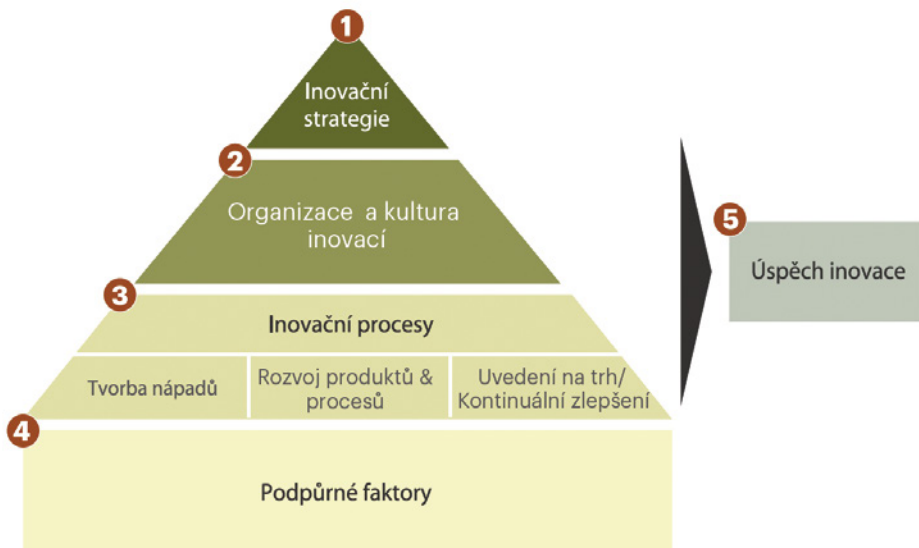 1
Inovační
strategie
2
Organizace a kultura
inovací
3
Inovační procesy
Tvorba nápadů
Rozvoj produktů &
procesů
Uvedení na trh/
Kontinuální zlepšení
4
Podpůrné faktory
5
Úspěch inovace